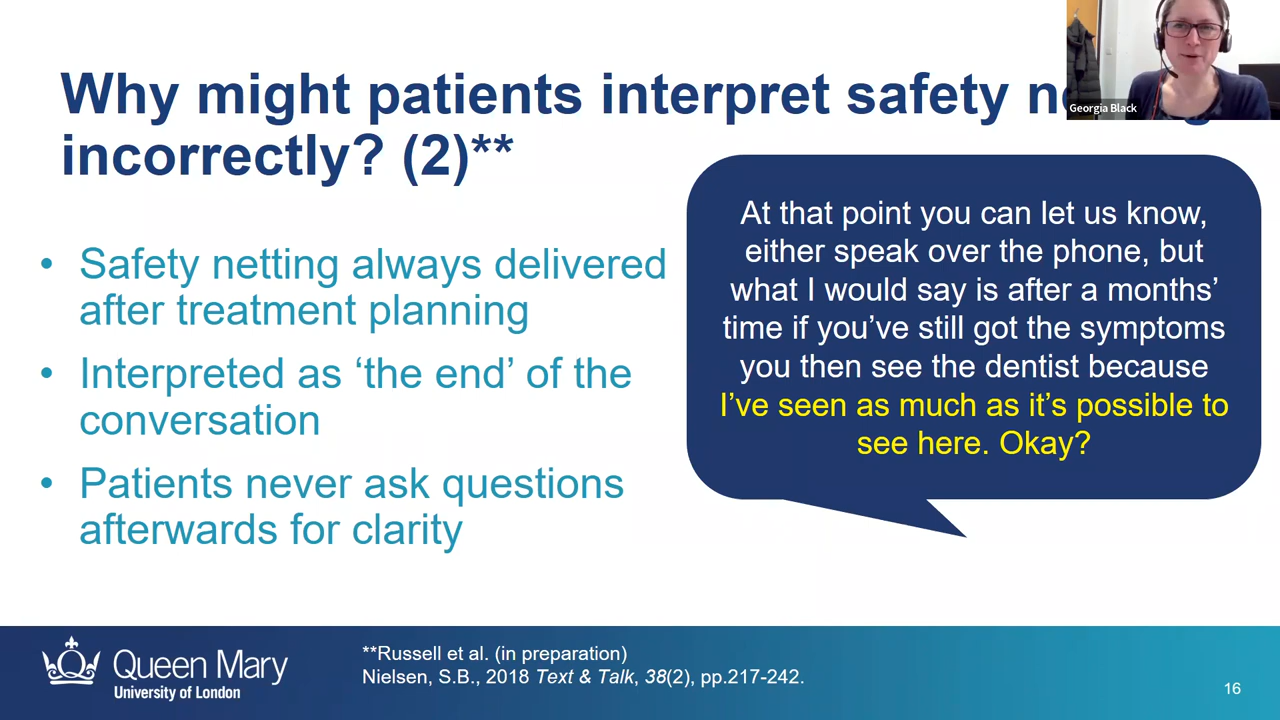 Why might patients interpret safety
incorrectly? (2)**
Georgia Black
• Safety netting always delivered
after treatment planning
• Interpreted as ‘the end’ of the
conversation
• Patients never ask questions
afterwards for clarity
At that point you can let us know,
either speak over the phone, but
what I would say is after a months’
time if you’ve still got the symptoms
you then see the dentist because
I’ve seen as much as it’s possible to
see here. Okay?
Queen Mary
University of London
**Russell et al. (in preparation)
Nielsen, S.B., 2018 Text & Talk, 38(2), pp.217-242.
16